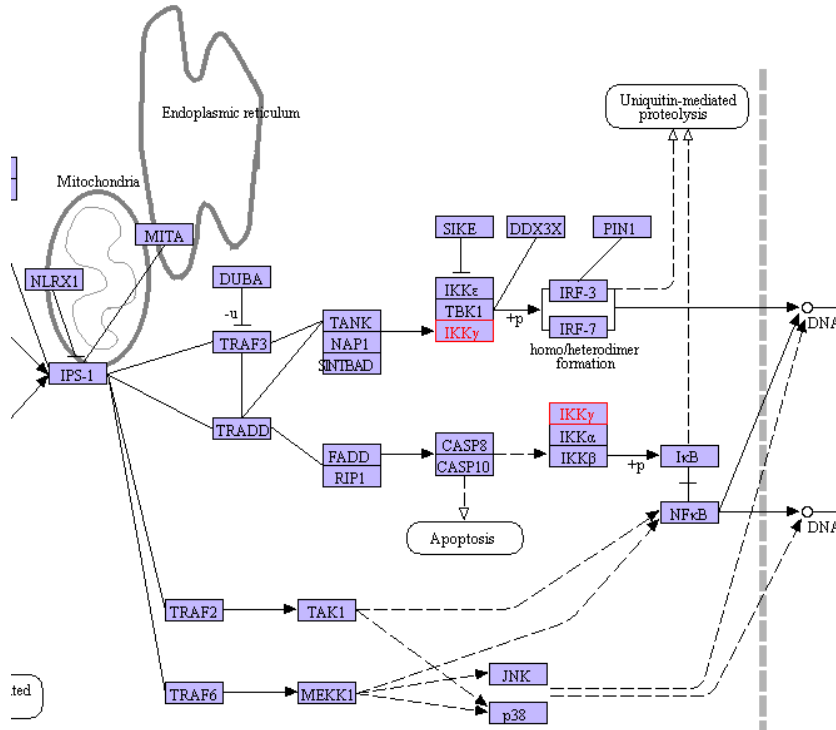 Endoplasmic reticulum
Uniquitin-mediated
proteolysis
Mitochondria
MITA
SIKE
DDX3X
PIN1
NLRX1
DUBA
-u
IKKε
TBK1
IKKγ
+p
IRF-3
IRF-7
homo/heterodimer
formation
DNA
TANK
NAP1
SINTBAD
TRAF3
IPS-1
TRADD
FADD
RIP1
CASP8
CASP10
IKKγ
IKKα
IKKβ
+p
IκB
NFκB
DNA
Apoptosis
TRAF2
TAK1
TRAF6
MEKK1
JNK
p38
ted